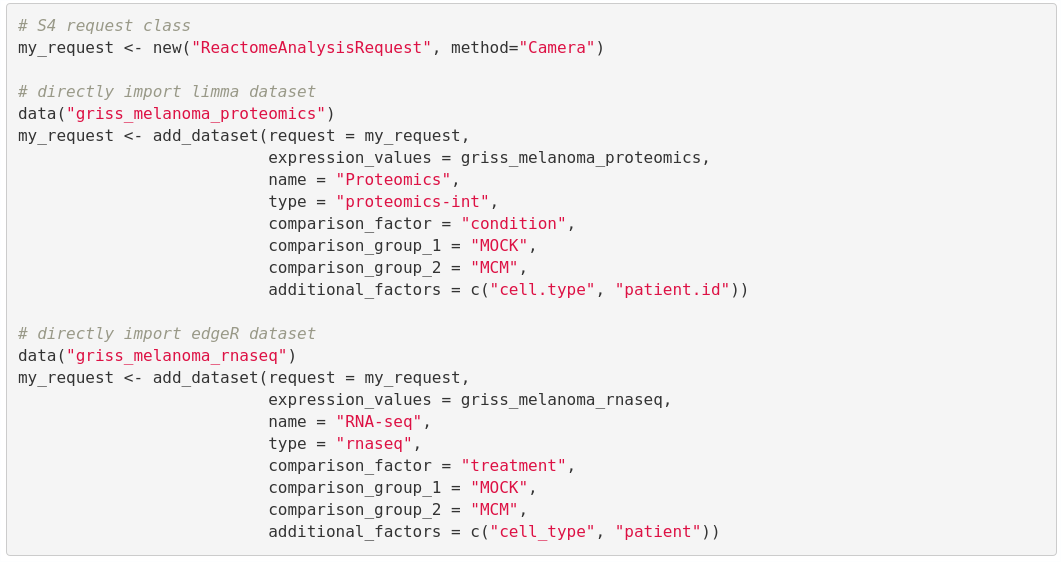 # S4 request class
my_request <- new("ReactomeAnalysisRequest", method="Camera")
# directly import limma dataset
data("griss_melanoma_proteomics")
my_request <- add_dataset(request = my_request,
expression_values = griss_melanoma_proteomics,
name = "Proteomics",
type = "proteomics-int",
comparison_factor = "condition",
comparison_group_1 = "MOCK",
comparison_group_2 = "MCM",
additional_factors = c("cell.type", "patient.id"))
# directly import edgeR dataset
data("griss_melanoma_rnaseq")
my_request <- add_dataset(request = my_request,
expression_values = griss_melanoma_rnaseq,
name = "RNA-seq",
type = "rnaseq",
comparison_factor = "treatment",
comparison_group_1 = "MOCK",
comparison_group_2 = "MCM",
additional_factors = c("cell_type", "patient"))